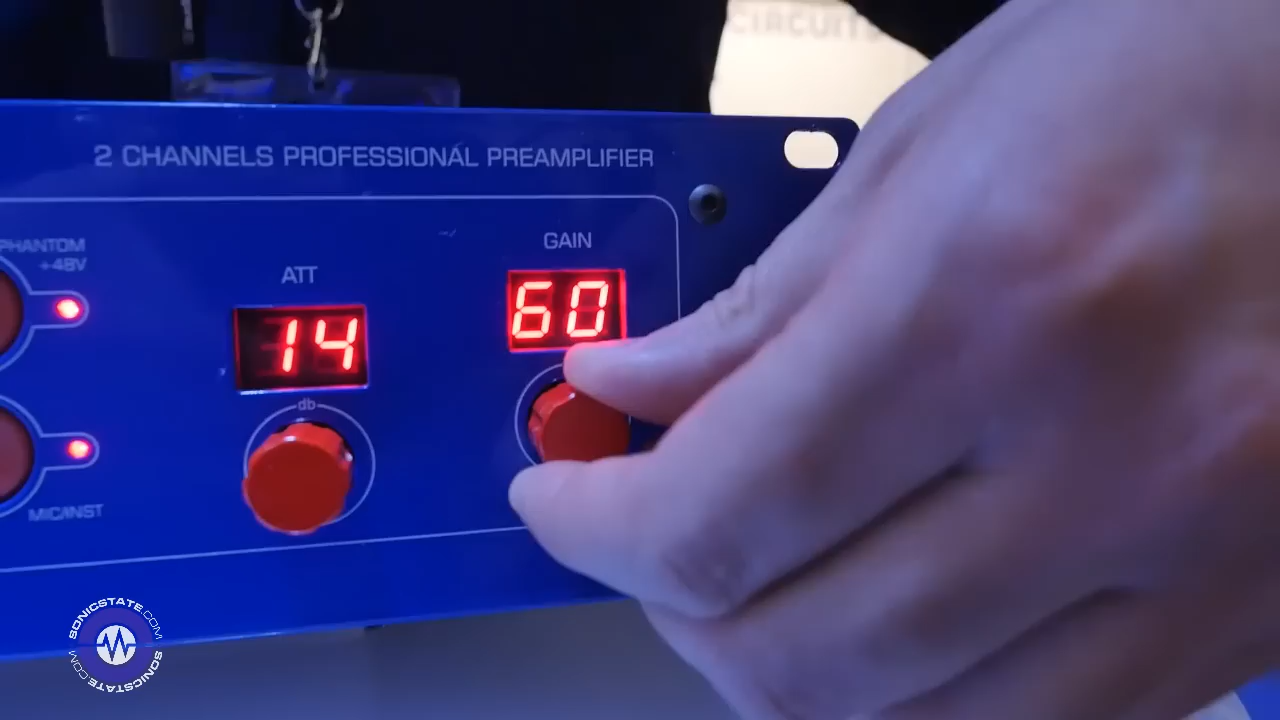 CIRCUITS
2 CHANNELS PROFESSIONAL PREAMPLIFIER
PHANTOM
+48V
ATT
GAIN
14
60
db
MIC/INST
SONICSTATE.COM
SONICSTATE.COM